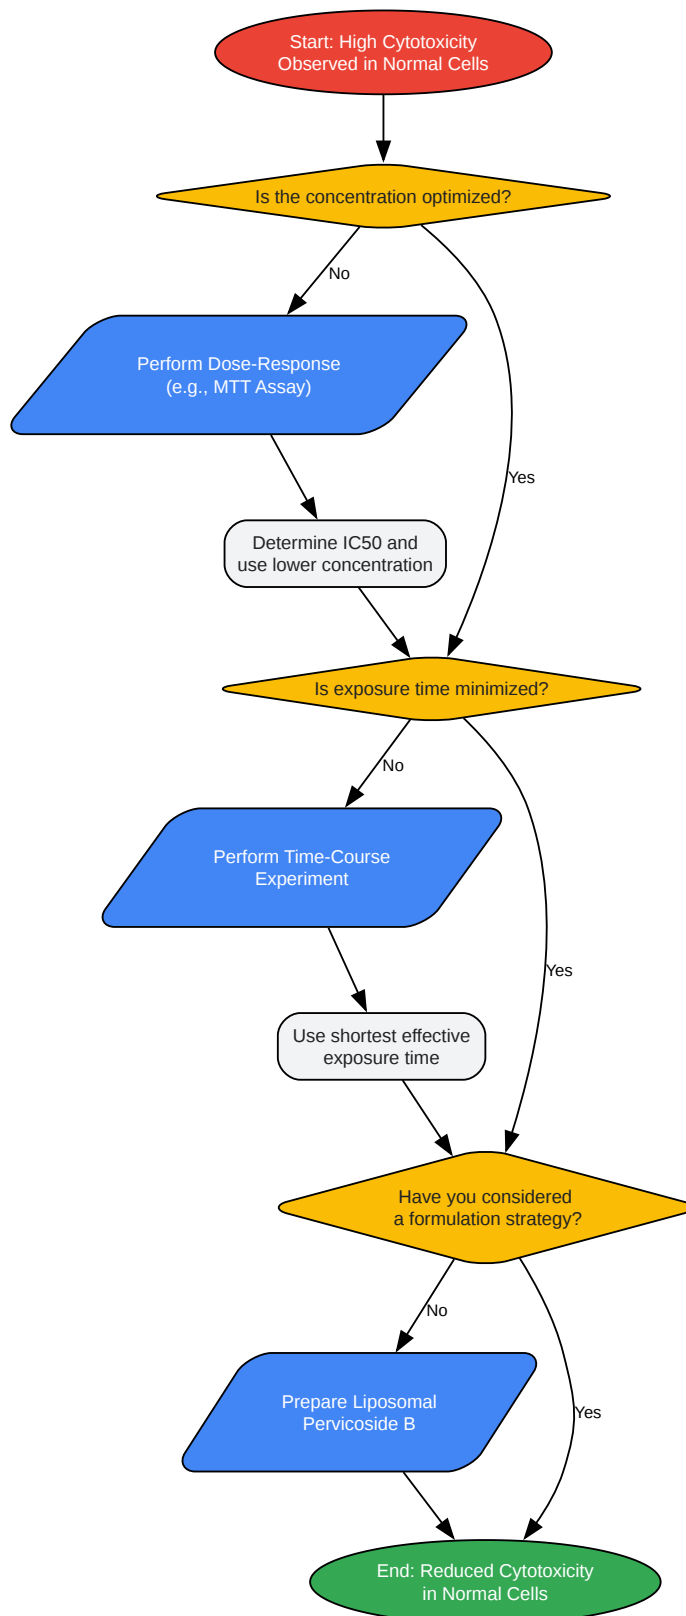 Start: High Cytotoxicity
Observed in Normal Cells
Is the concentration optimized?
No
Perform Dose-Response
(e.g., MTT Assay)
Yes
Determine IC50 and
use lower concentration
Is exposure time minimized?
No
Perform Time-Course
Experiment
Yes
Use shortest effective
exposure time
Have you considered
a formulation strategy?
No
Prepare Liposomal
Pervicoside B
Yes
End: Reduced Cytotoxicity
in Normal Cells